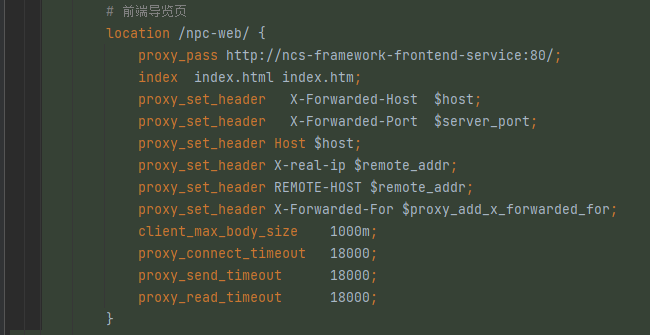 # 前端导览页
location /npc-web/ {
proxy_pass http://ncs-framework-frontend-service:80/;
index  index.html index.htm;
proxy_set_header   X-Forwarded-Host  $host;
proxy_set_header   X-Forwarded-Port  $server_port;
proxy_set_header Host $host;
proxy_set_header X-real-ip $remote_addr;
proxy_set_header REMOTE-HOST $remote_addr;
proxy_set_header X-Forwarded-For $proxy_add_x_forwarded_for;
client_max_body_size    1000m;
proxy_connect_timeout   18000;
proxy_send_timeout      18000;
proxy_read_timeout      18000;
}